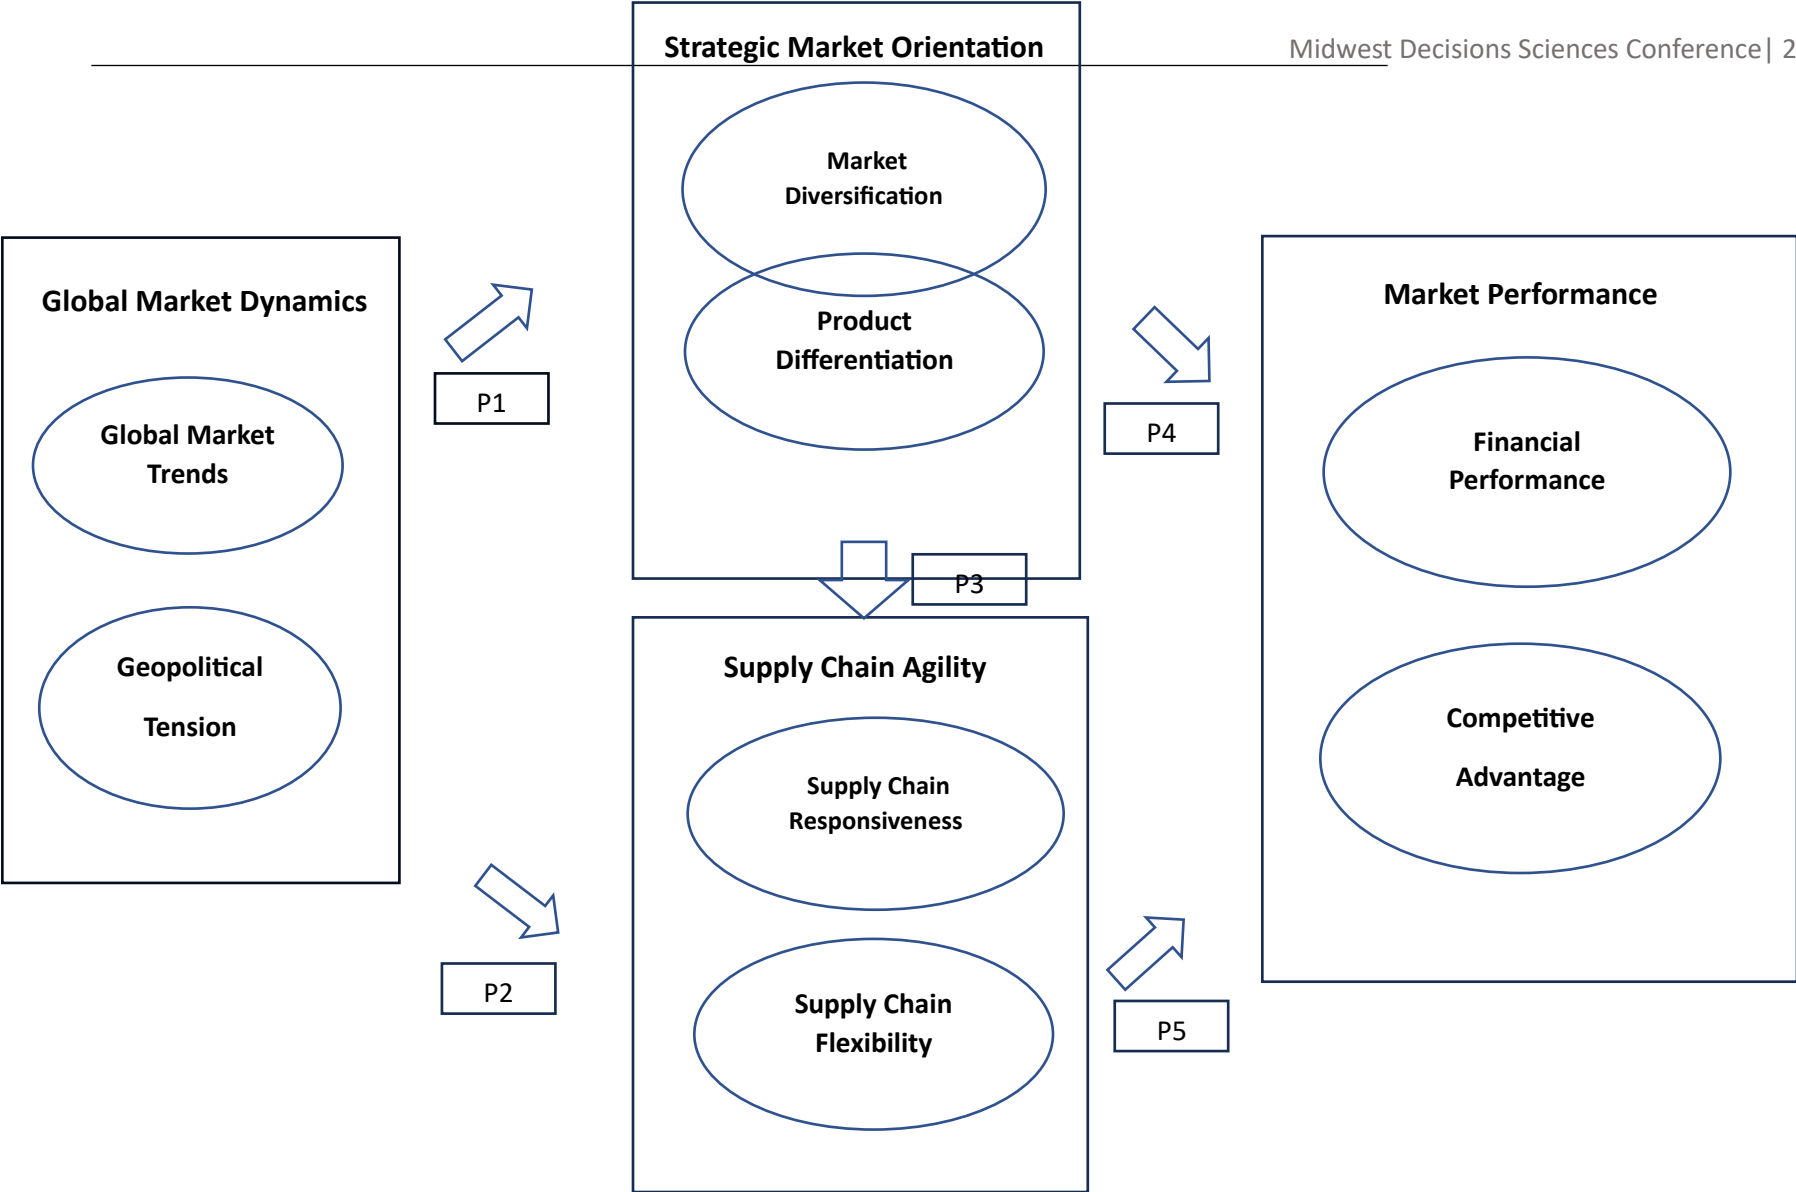 Midwest Decisions Sciences Conference| 2
Strategic Market Orientation
Market
Diversification
Product
Differentiation
Global Market Dynamics
Global Market
Trends
Geopolitical
Tension
P1
P2
P3
Supply Chain Agility
Supply Chain
Responsiveness
Supply Chain
Flexibility
P4
P5
Market Performance
Financial
Performance
Competitive
Advantage